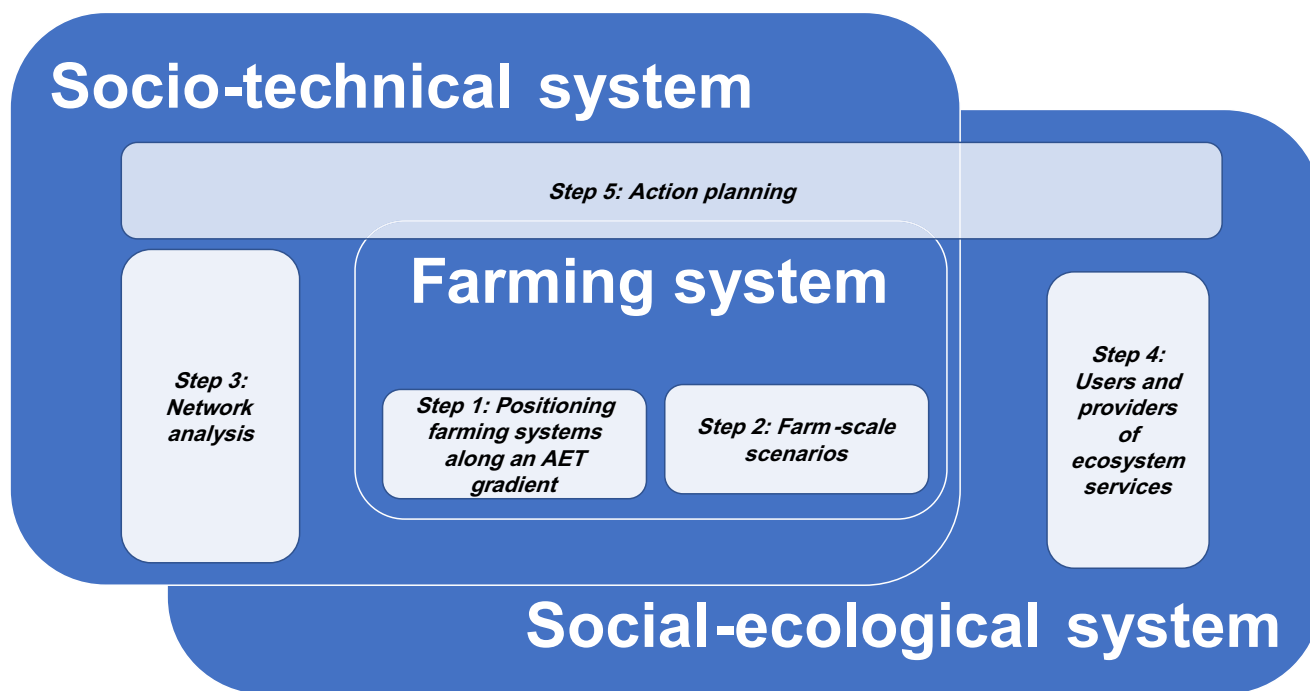 Socio-technical system
Step 5: Action planning
Farming system
Step 3:
Network
analysis
Step 1: Positioning
farming systems
along an AET
gradient
Step 2: Farm-scale
scenarios
Step 4:
Users and
providers
of
ecosystem
services
Social-ecological system